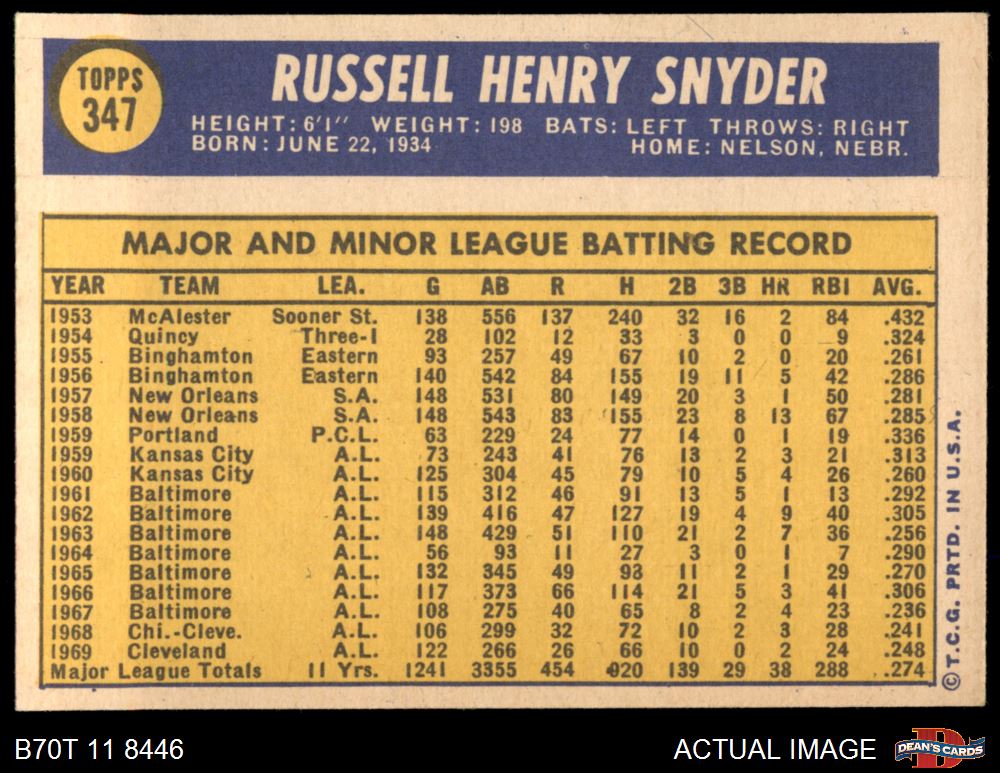 TOPPS
347
RUSSELL HENRY SNYDER
HEIGHT: 6'1" WEIGHT: 198 BATS: LEFT THROWS: RIGHT
BORN: JUNE 22, 1934 HOME: NELSON, NEBR.
MAJOR AND MINOR LEAGUE BATTING RECORD
YEAR TEAM LEA. G AB R H 2B 3B HR RBI AVG.
1953 McAlester Sooner St. 138 556 137 240 32 16 2 84 .432
1954 Quincy Three-I 28 102 12 33 3 0 0 9 .324
1955 Binghamton Eastern 93 257 49 67 10 2 0 20 .261
1956 Binghamton Eastern 140 542 84 155 19 11 5 42 .286
1957 New Orleans S.A. 148 531 80 149 20 3 1 50 .281
1958 New Orleans S.A. 148 543 83 155 23 8 13 67 .285
1959 Portland P.C.L. 63 229 24 77 14 0 1 19 .336
1959 Kansas City A.L. 73 243 41 76 13 2 3 21 .313
1960 Kansas City A.L. 125 304 45 79 10 5 4 26 .260
1961 Baltimore A.L. 115 312 46 91 13 5 1 13 .292
1962 Baltimore A.L. 139 416 47 127 19 4 9 40 .305
1963 Baltimore A.L. 148 429 51 110 21 2 7 36 .256
1964 Baltimore A.L. 56 93 11 27 3 0 1 7 .290
1965 Baltimore A.L. 132 345 49 93 11 2 1 29 .270
1966 Baltimore A.L. 117 373 66 114 21 5 3 41 .306
1967 Baltimore A.L. 108 275 40 65 8 2 4 23 .236
1968 Chi.-Cleve. A.L. 106 299 32 72 10 2 3 28 .241
1969 Cleveland A.L. 122 266 26 66 10 0 2 24 .248
Major League Totals 11 Yrs. 1241 3355 454 920 139 29 38 288 .274
©T.C.G. PRTD. IN U.S.A.
B70T 11 8446
ACTUAL IMAGE
DEAN'S CARDS